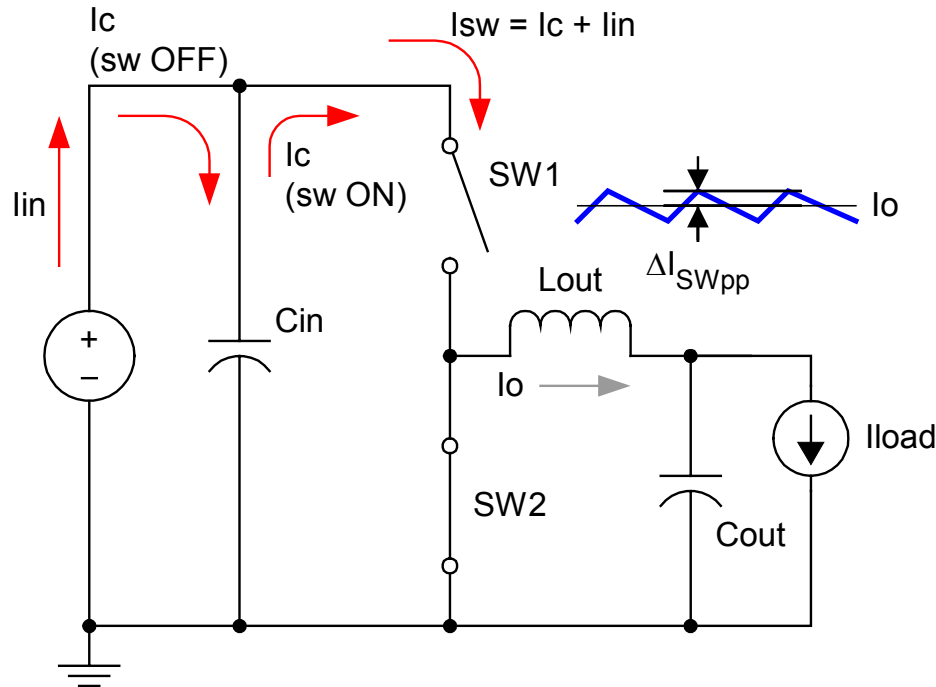 Ic
(sw OFF)
Isw = Ic + Iin
Ic
(sw ON)
SW1
Iin
Io
ΔISWpp
Lout
Cin
+
–
Io
Iload
SW2
Cout